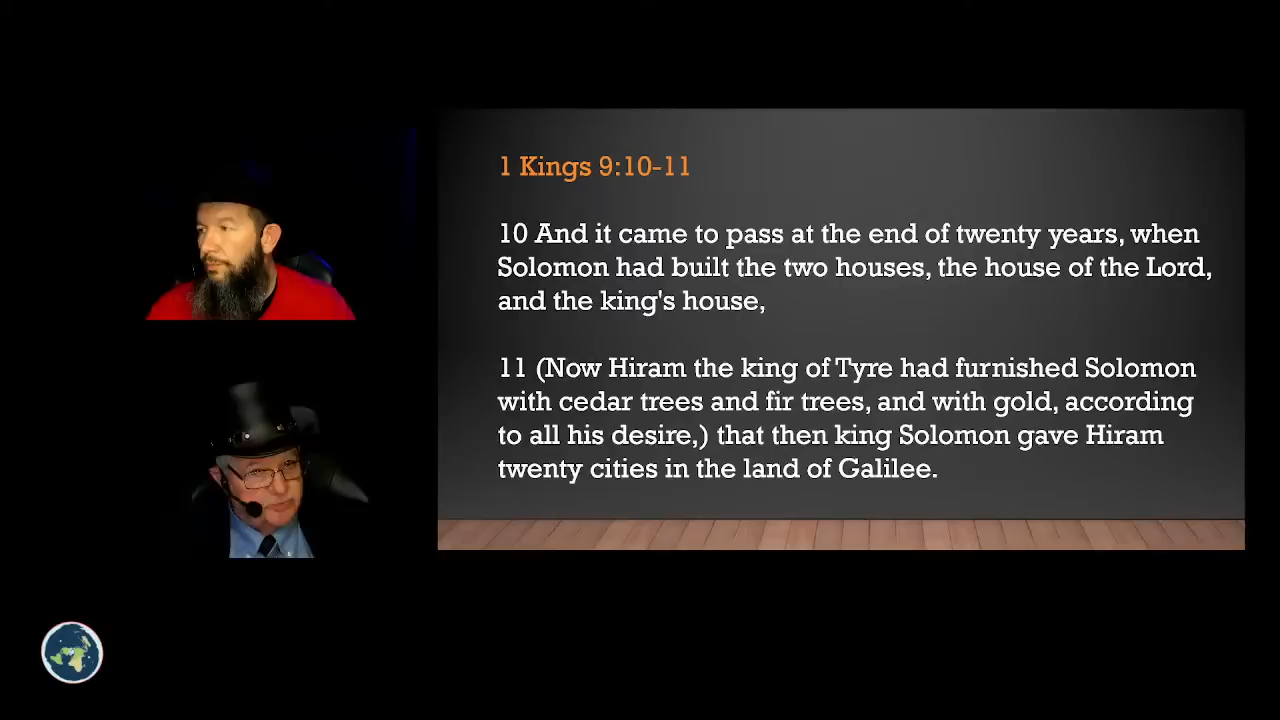 1 Kings 9:10-11
10 And it came to pass at the end of twenty years, when
Solomon had built the two houses, the house of the Lord,
and the king's house,
11 (Now Hiram the king of Tyre had furnished Solomon
with cedar trees and fir trees, and with gold, according
to all his desire,) that then king Solomon gave Hiram
twenty cities in the land of Galilee.